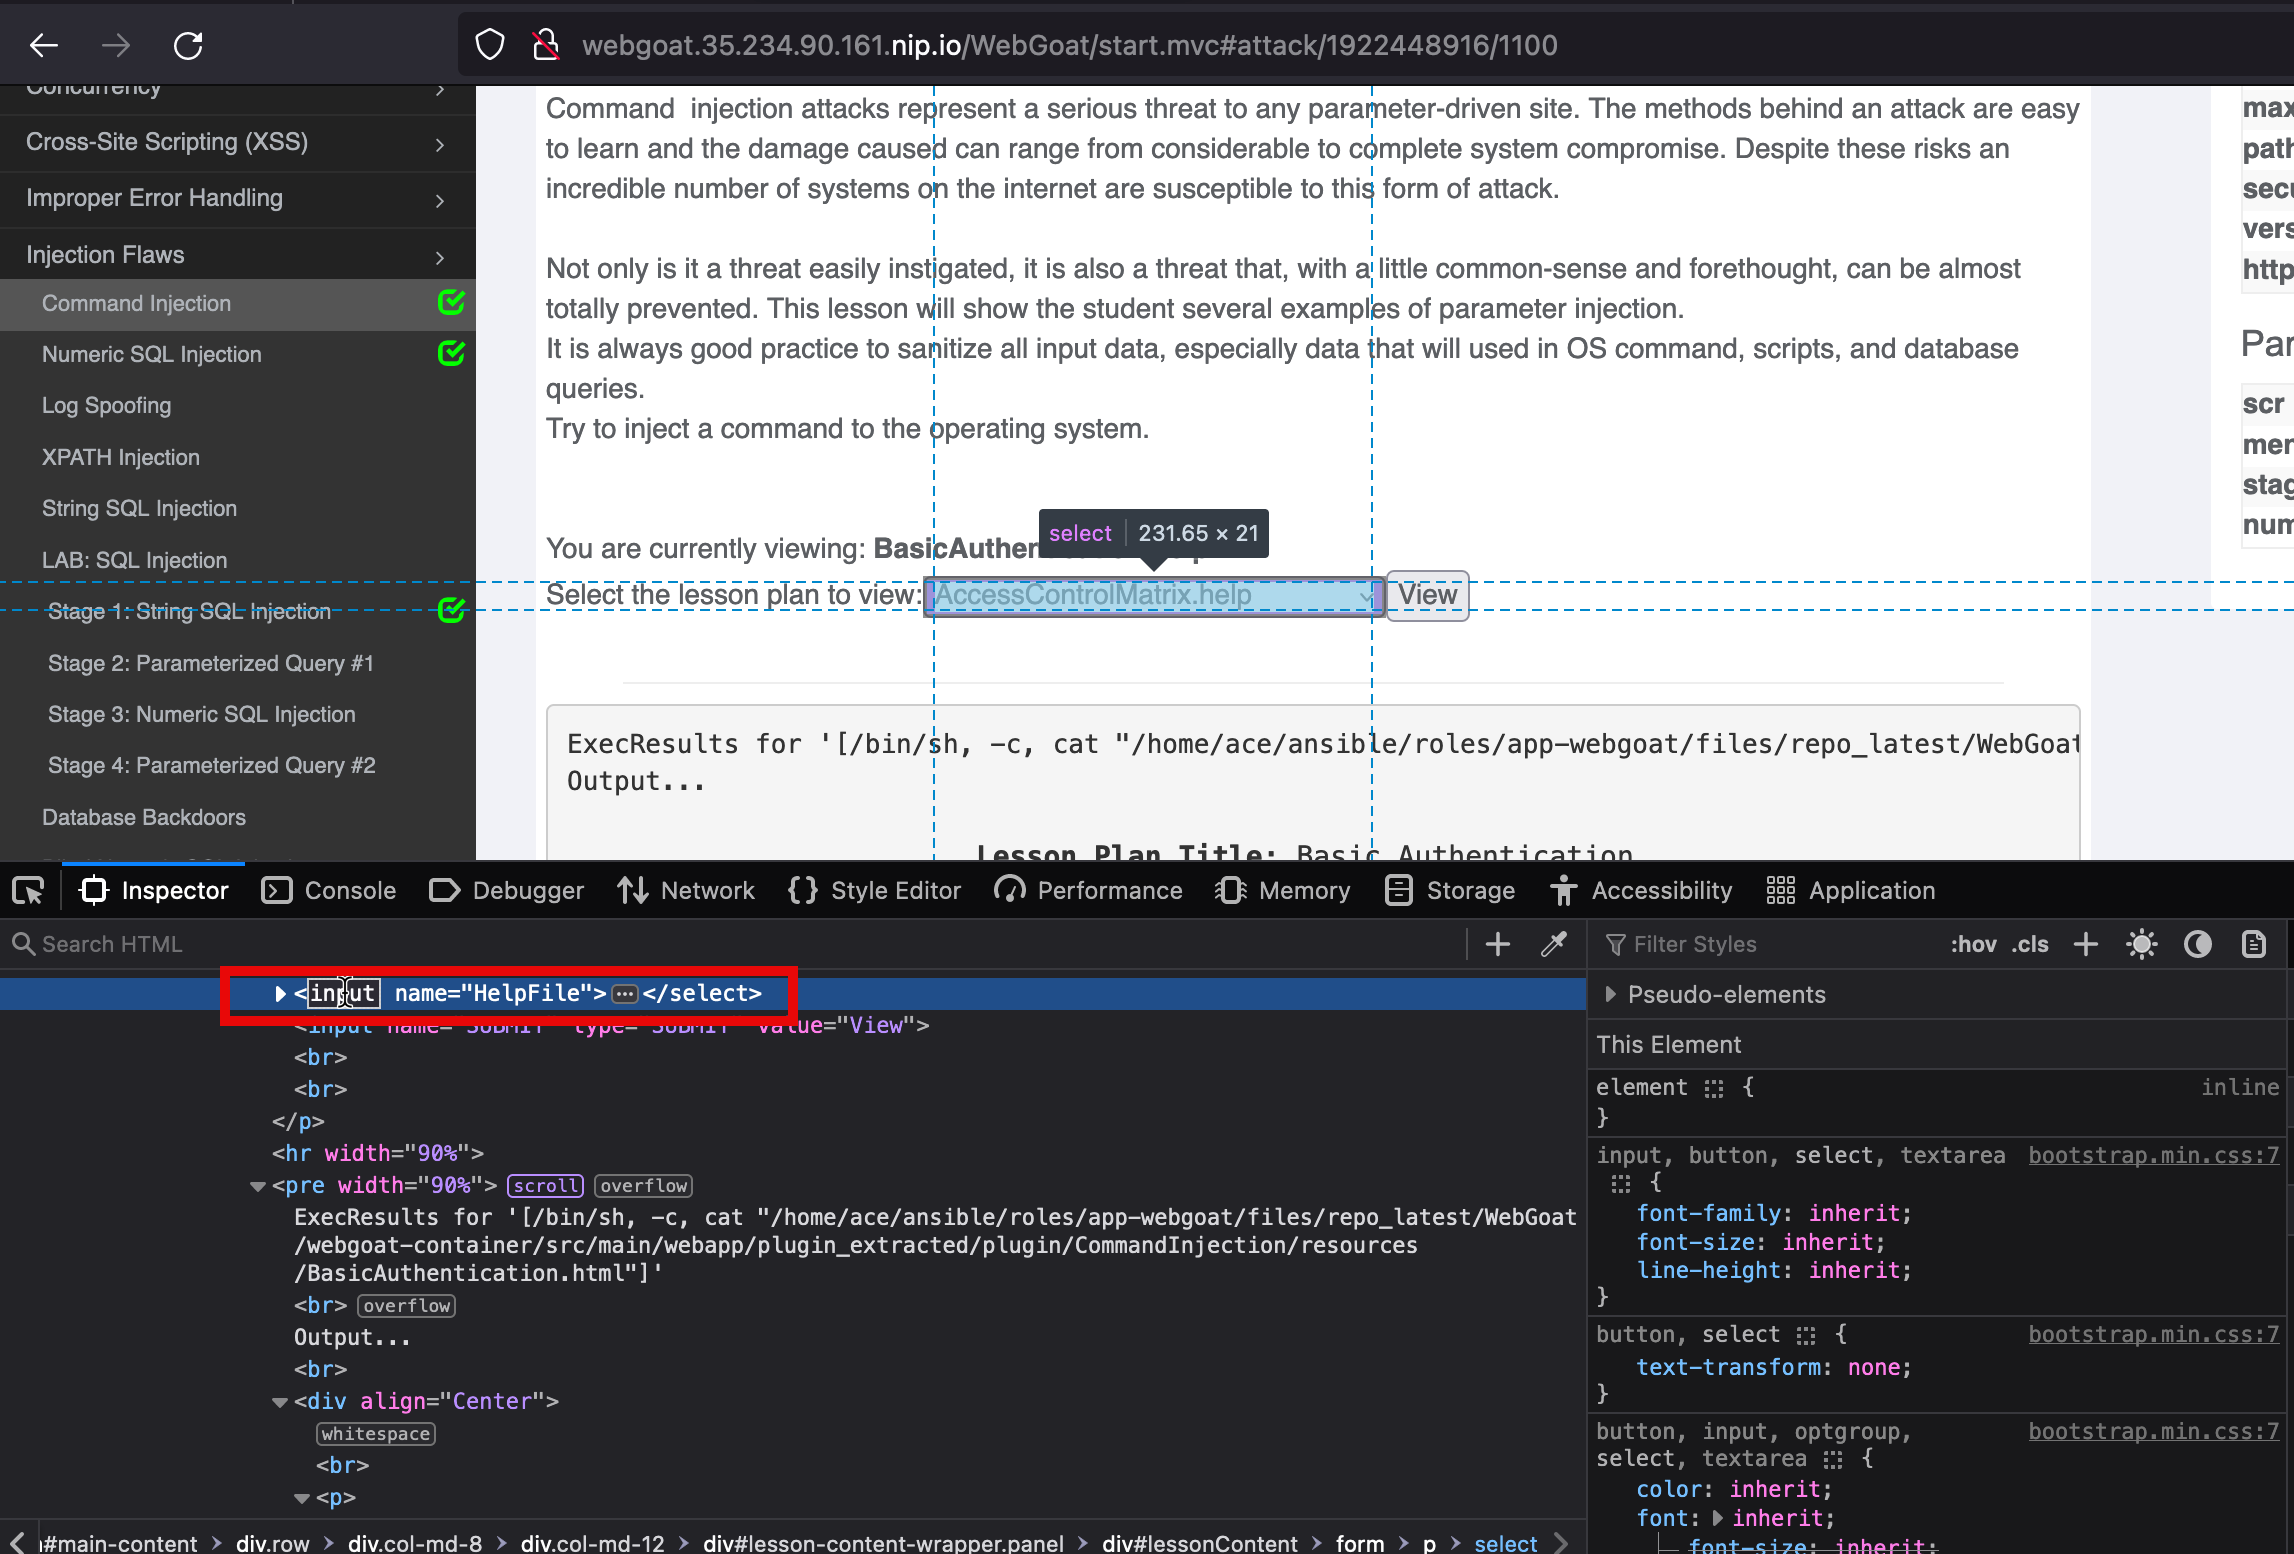 webgoat.35.234.90.161.nip.io/WebGoat/start.mvc#attack/1922448916/1100
Concurrency
Cross-Site Scripting (XSS)
Improper Error Handling
Injection Flaws
Command Injection
Numeric SQL Injection
Log Spoofing
XPATH Injection
String SQL Injection
LAB: SQL Injection
Stage 1: String SQL Injection
Stage 2: Parameterized Query #1
Stage 3: Numeric SQL Injection
Stage 4: Parameterized Query #2
Database Backdoors
Command  injection attacks represent a serious threat to any parameter-driven site. The methods behind an attack are easy
to learn and the damage caused can range from considerable to complete system compromise. Despite these risks an
incredible number of systems on the internet are susceptible to this form of attack.
Not only is it a threat easily instigated, it is also a threat that, with a little common-sense and forethought, can be almost
totally prevented. This lesson will show the student several examples of parameter injection.
It is always good practice to sanitize all input data, especially data that will used in OS command, scripts, and database
queries.
Try to inject a command to the operating system.
select 231.65 × 21
You are currently viewing: BasicAuthen
Select the lesson plan to view: AccessControlMatrix.help View
ExecResults for '[/bin/sh, -c, cat "/home/ace/ansible/roles/app-webgoat/files/repo_latest/WebGoat
Output...
Lesson Plan Title: Basic Authentication
max
path
secu
vers
http
Par
scr
men
stag
num
Inspector Console Debugger Network Style Editor Performance Memory Storage Accessibility Application
Search HTML
<input name="HelpFile">...</select>
<input name="SUBMIT" type="SUBMIT" value="View">
<br>
<br>
</p>
<hr width="90%">
<pre width="90%"> scroll overflow
ExecResults for '[/bin/sh, -c, cat "/home/ace/ansible/roles/app-webgoat/files/repo_latest/WebGoat
/webgoat-container/src/main/webapp/plugin_extracted/plugin/CommandInjection/resources
/BasicAuthentication.html"]'
<br> overflow
Output...
<br>
<div align="Center">
whitespace
<br>
<p>
#main-content > div.row > div.col-md-8 > div.col-md-12 > div#lesson-content-wrapper.panel > div#lessonContent > form > p > select
Filter Styles :hov .cls
Pseudo-elements
This Element
element { inline
}
input, button, select, textarea bootstrap.min.css:7
{
font-family: inherit;
font-size: inherit;
line-height: inherit;
}
button, select { bootstrap.min.css:7
text-transform: none;
}
button, input, optgroup, bootstrap.min.css:7
select, textarea {
color: inherit;
font: inherit;
font-size: inherit;